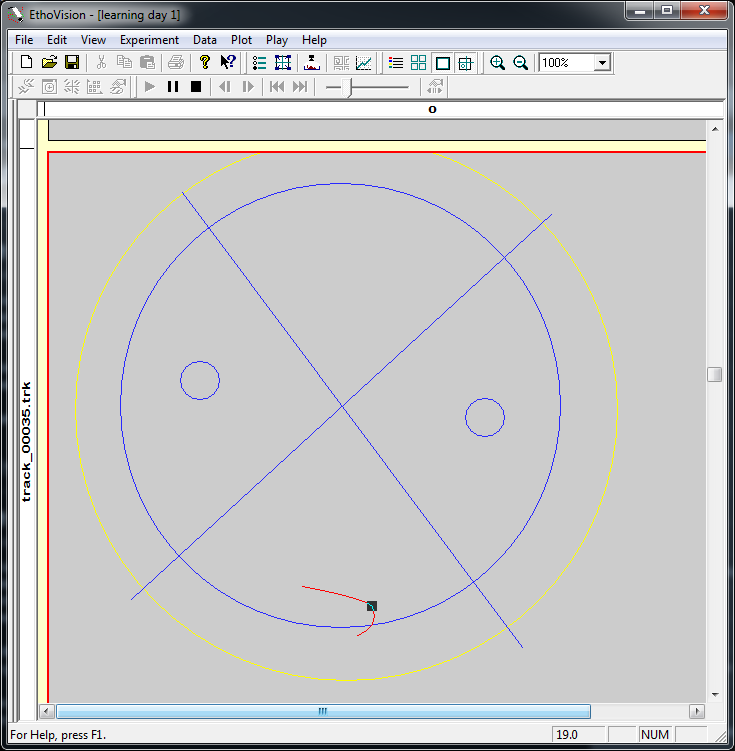 EthoVision - [learning day 1]
File Edit View Experiment Data Plot Play Help
100%
0
track_00035.trk
For Help, press F1.
19.0
NUM